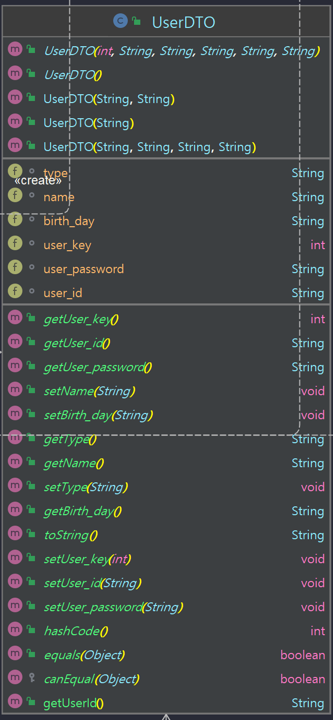 C UserDTO
m UserDTO(int, String, String, String, String, String)
m UserDTO()
m UserDTO(String, String)
m UserDTO(String)
m UserDTO(String, String, String, String)
f type String
«create»
f name String
f birth_day String
f user_key int
f user_password String
f user_id String
m getUser_key() int
m getUser_id() String
m getUser_password() String
m setName(String) void
m setBirth_day(String) void
m getType() String
m getName() String
m setType(String) void
m getBirth_day() String
m toString() String
m setUser_key(int) void
m setUser_id(String) void
m setUser_password(String) void
m hashCode() int
m equals(Object) boolean
m canEqual(Object) boolean
m getUserId() String